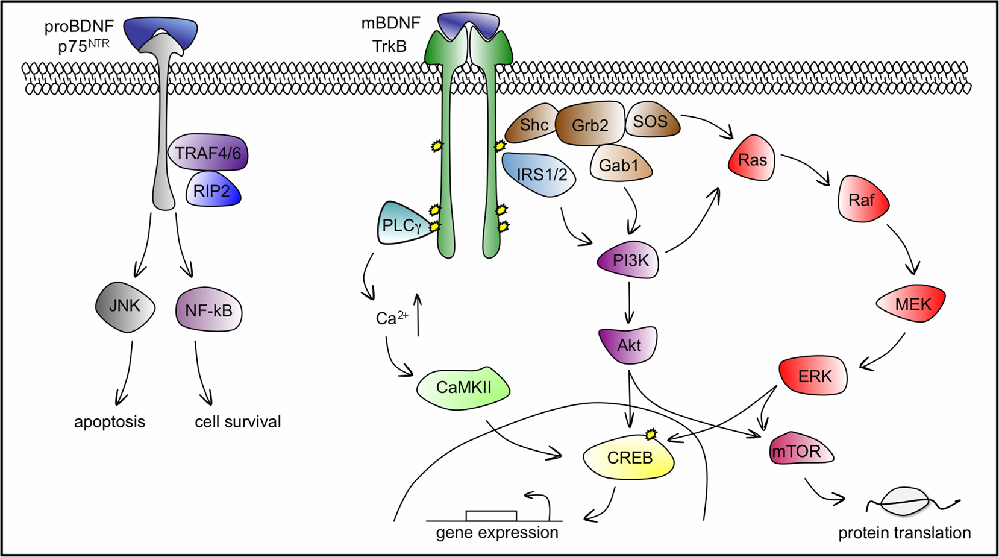 proBDNF
p75NTR
mBDNF
TrkB
Shc
Grb2
SOS
TRAF4/6
RIP2
IRS1/2
Gab1
Ras
Raf
PLCγ
PI3K
JNK
NF-kB
Ca2+
MEK
Akt
ERK
CaMKII
apoptosis
cell survival
CREB
mTOR
gene expression
protein translation